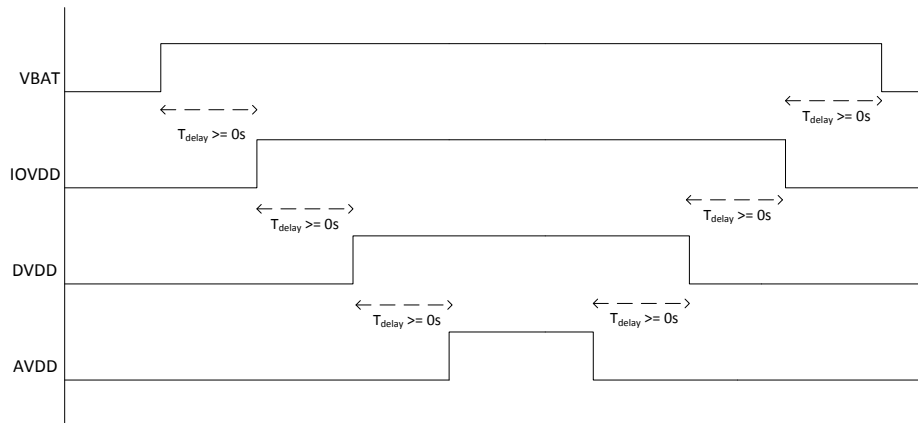 VBAT
T_delay >= 0s T_delay >= 0s
IOVDD
T_delay >= 0s T_delay >= 0s
DVDD
T_delay >= 0s T_delay >= 0s
AVDD